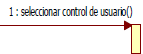 1 : seleccionar control de usuario()